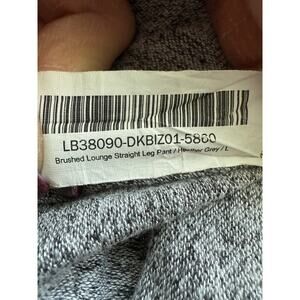 LB38090-DKBIZ01-5860
Brushed Lounge Straight Leg Pant / Heather Grey / L